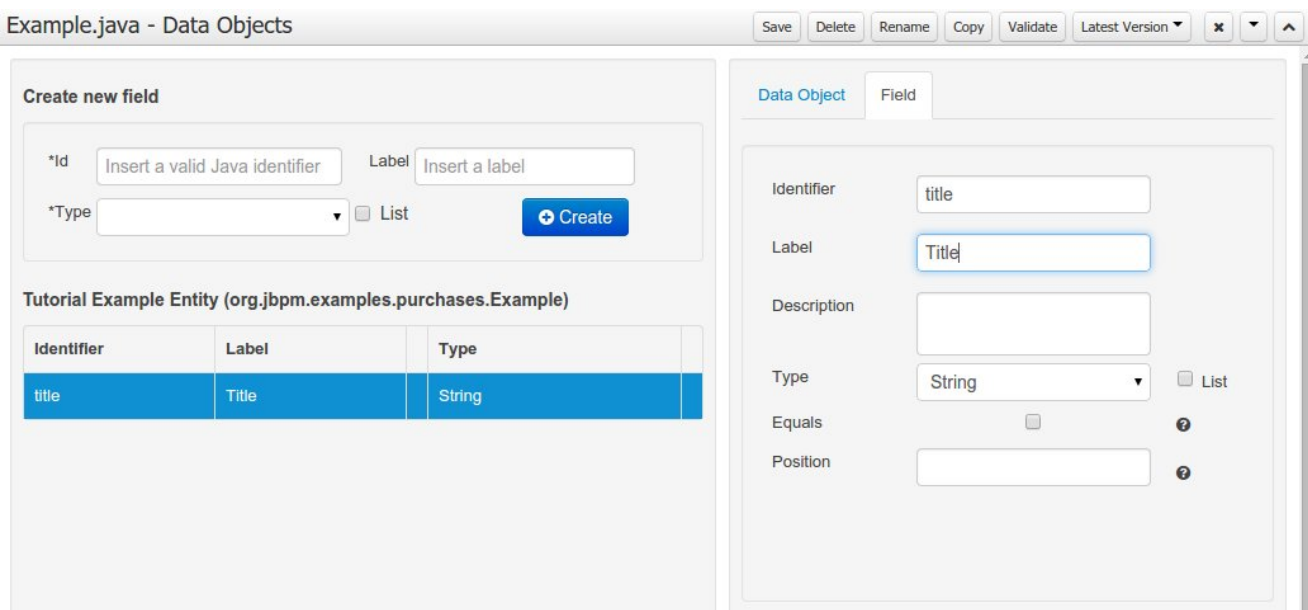 Example.java - Data Objects
Save Delete Rename Copy Validate Latest Version
Create new field
*Id Insert a valid Java identifier Label Insert a label
*Type List Create
Tutorial Example Entity (org.jbpm.examples.purchases.Example)
Identifier Label Type
title Title String
Data Object Field
Identifier title
Label Title
Description
Type String List
Equals
Position